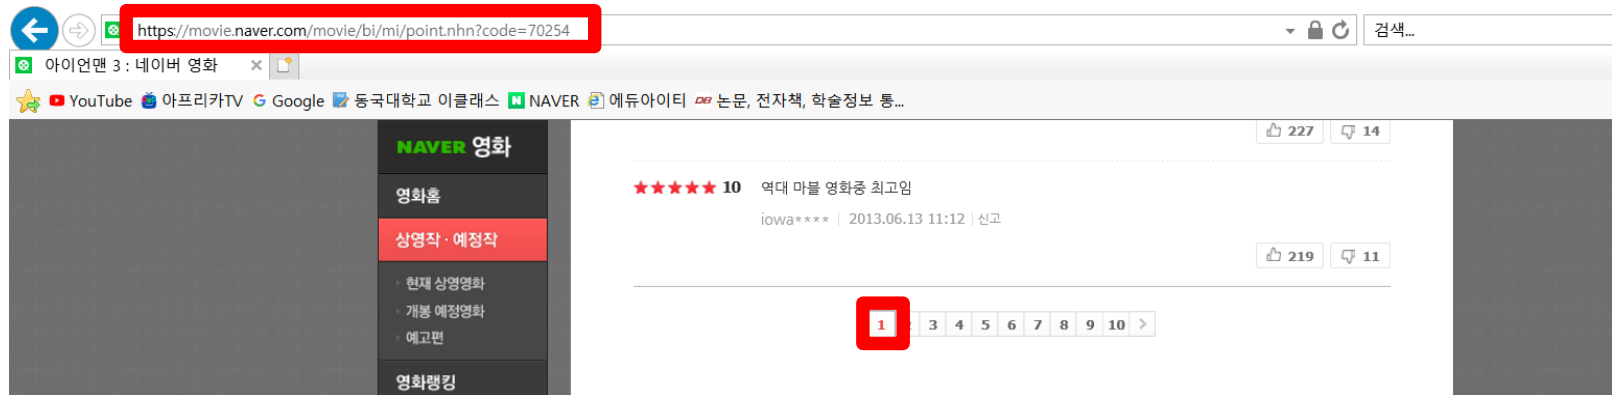 https://movie.naver.com/movie/bi/mi/point.nhn?code=70254
검색...
아이언맨 3 : 네이버 영화
YouTube 아프리카TV G Google 동국대학교 이클래스 N NAVER 에듀아이티 DB 논문, 전자책, 학술정보 통...
227 14
NAVER 영화
영화홈
상영작 · 예정작
현재 상영영화
개봉 예정영화
예고편
영화랭킹
★★★★★ 10 역대 마블 영화중 최고임
iowa**** | 2013.06.13 11:12 | 신고
219 11
1 3 4 5 6 7 8 9 10 >